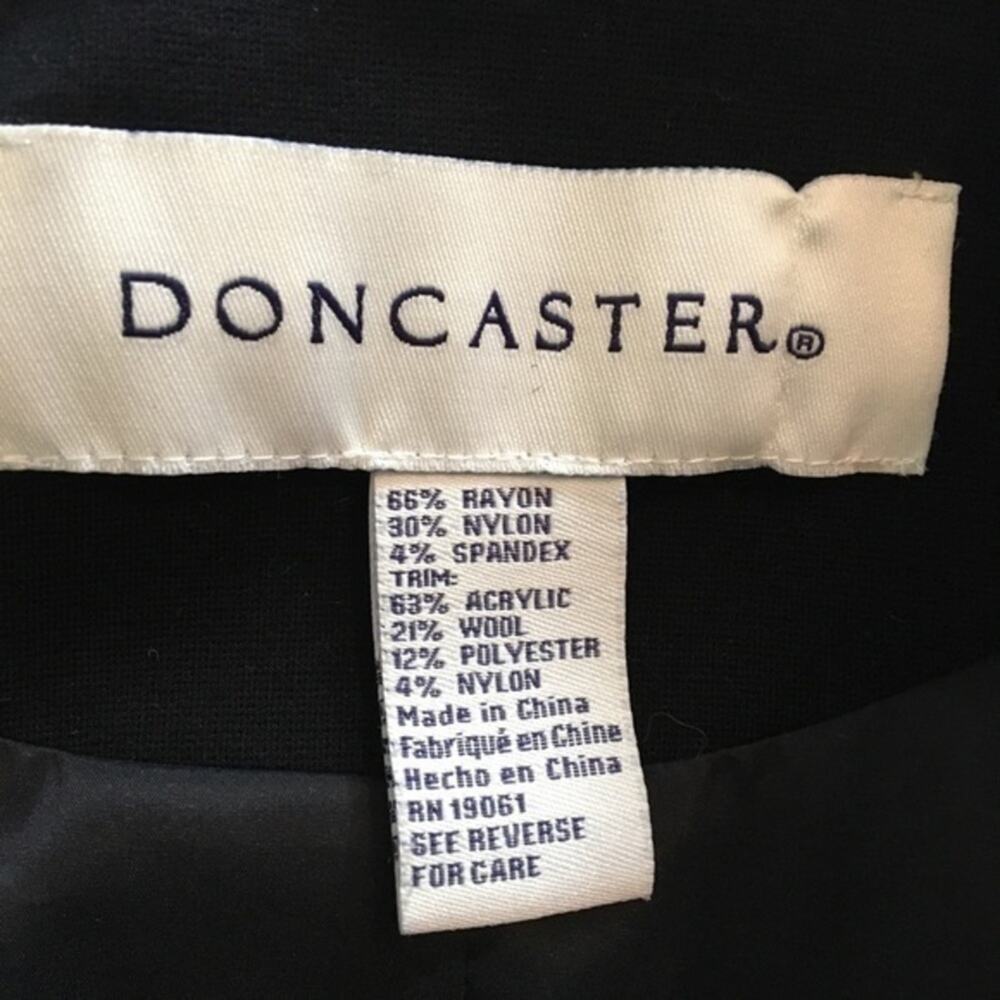 DONCASTER®
66% RAYON
30% NYLON
4% SPANDEX
TRIM:
63% ACRYLIC
21% WOOL
12% POLYESTER
4% NYLON
Made in China
Fabriqué en Chine
Hecho en China
RN 19061
SEE REVERSE
FOR CARE